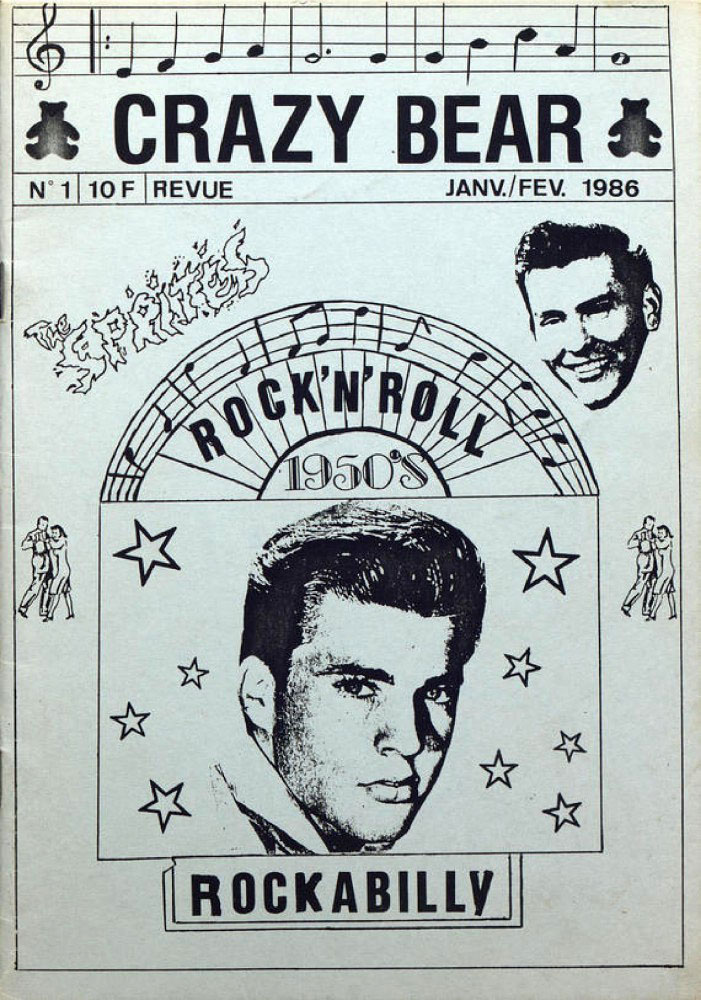 CRAZY BEAR
N° 1 10 F REVUE JANV./FEV. 1986
THE SPRITES
ROCK'N'ROLL
1950'S
ROCKABILLY